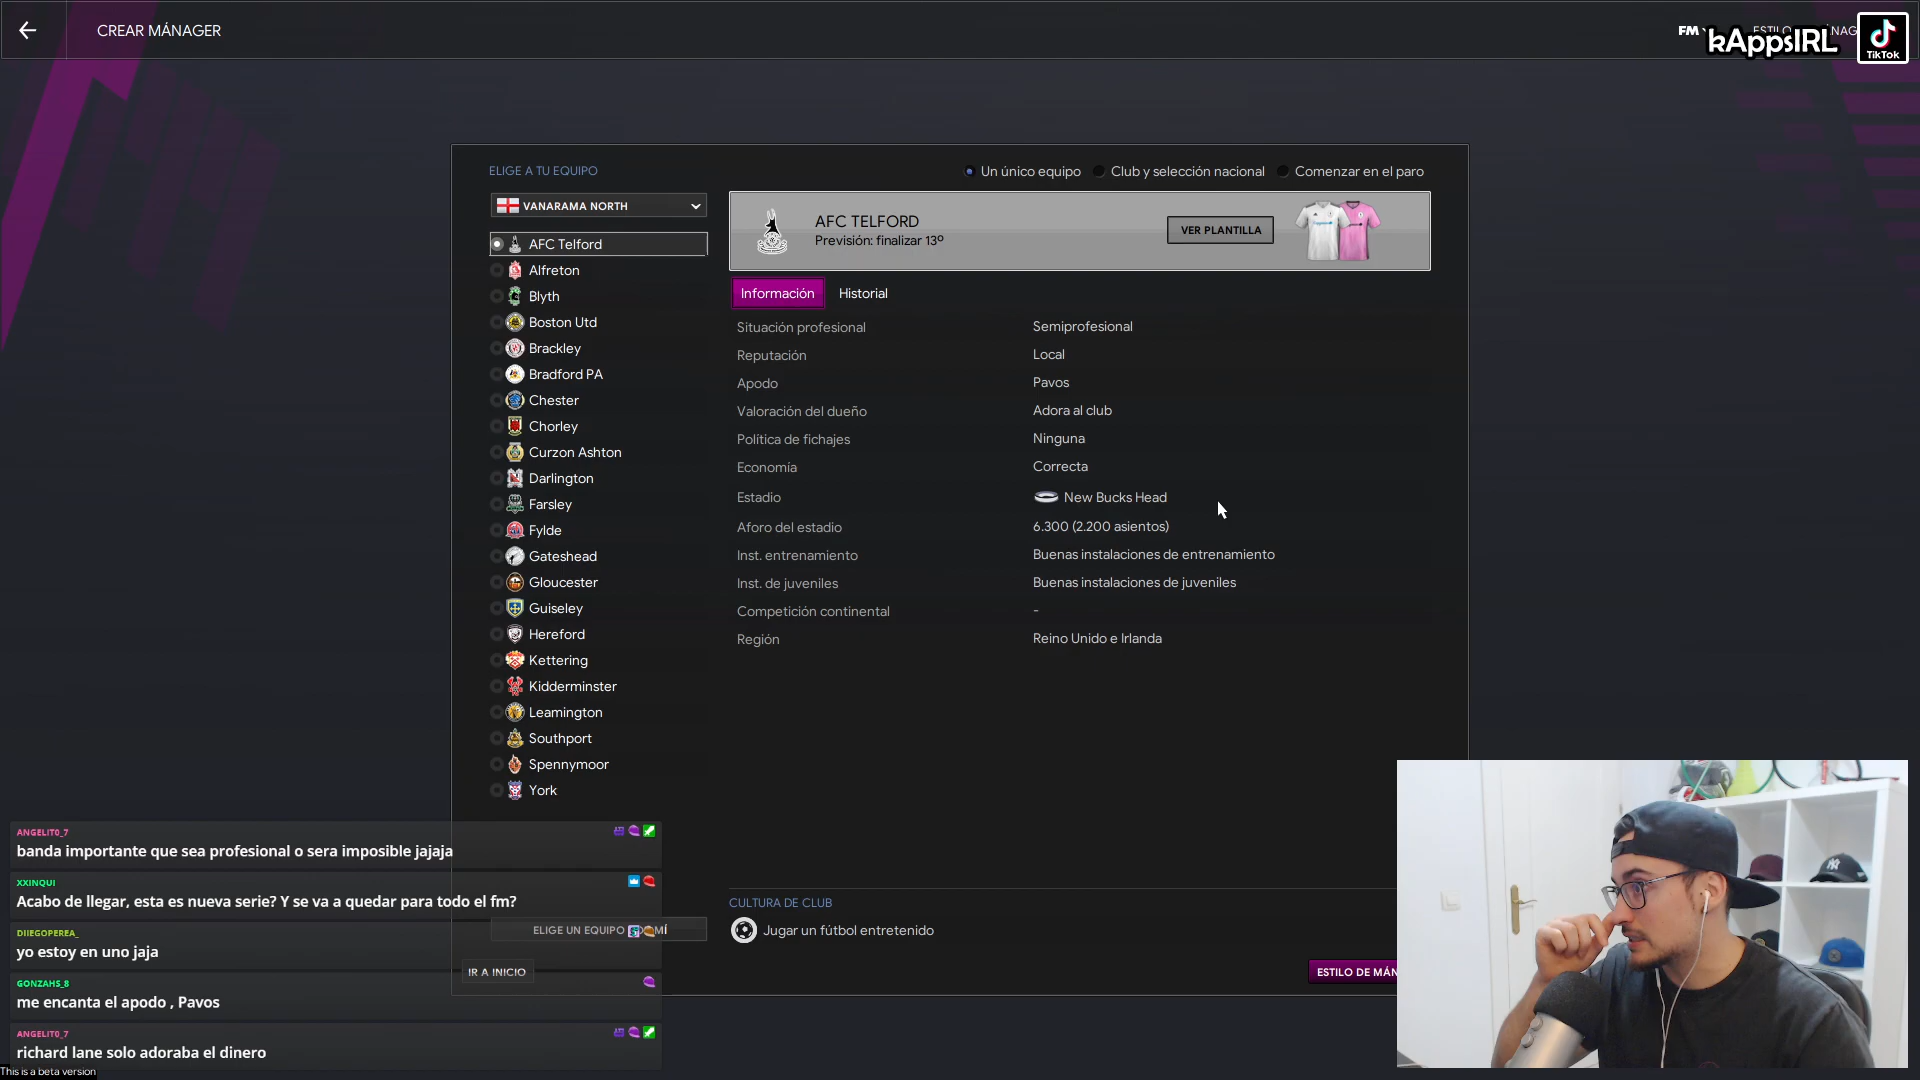 CREAR MÁNAGER
FM
ESTILO
kAppsIRL
TikTok
ELIGE A TU EQUIPO
Un único equipo
Club y selección nacional
Comenzar en el paro
VANARAMA NORTH
AFC Telford
Alfreton
Blyth
Boston Utd
Brackley
Bradford PA
Chester
Chorley
Curzon Ashton
Darlington
Farsley
Fylde
Gateshead
Gloucester
Guiseley
Hereford
Kettering
Kidderminster
Leamington
Southport
Spennymoor
York
AFC TELFORD
Previsión: finalizar 13º
VER PLANTILLA
Información
Historial
Situación profesional Semiprofesional
Reputación Local
Apodo Pavos
Valoración del dueño Adora al club
Política de fichajes Ninguna
Economía Correcta
Estadio New Bucks Head
Aforo del estadio 6.300 (2.200 asientos)
Inst. entrenamiento Buenas instalaciones de entrenamiento
Inst. de juveniles Buenas instalaciones de juveniles
Competición continental -
Región Reino Unido e Irlanda
CULTURA DE CLUB
Jugar un fútbol entretenido
ELIGE UN EQUIPO
IR A INICIO
ESTILO DE MÁN
ANGELIT0_7
banda importante que sea profesional o sera imposible jajaja
XXINQUI
Acabo de llegar, esta es nueva serie? Y se va a quedar para todo el fm?
DIIEGOPEREA_
yo estoy en uno jaja
GONZAHS_8
me encanta el apodo , Pavos
ANGELIT0_7
richard lane solo adoraba el dinero
This is a beta version